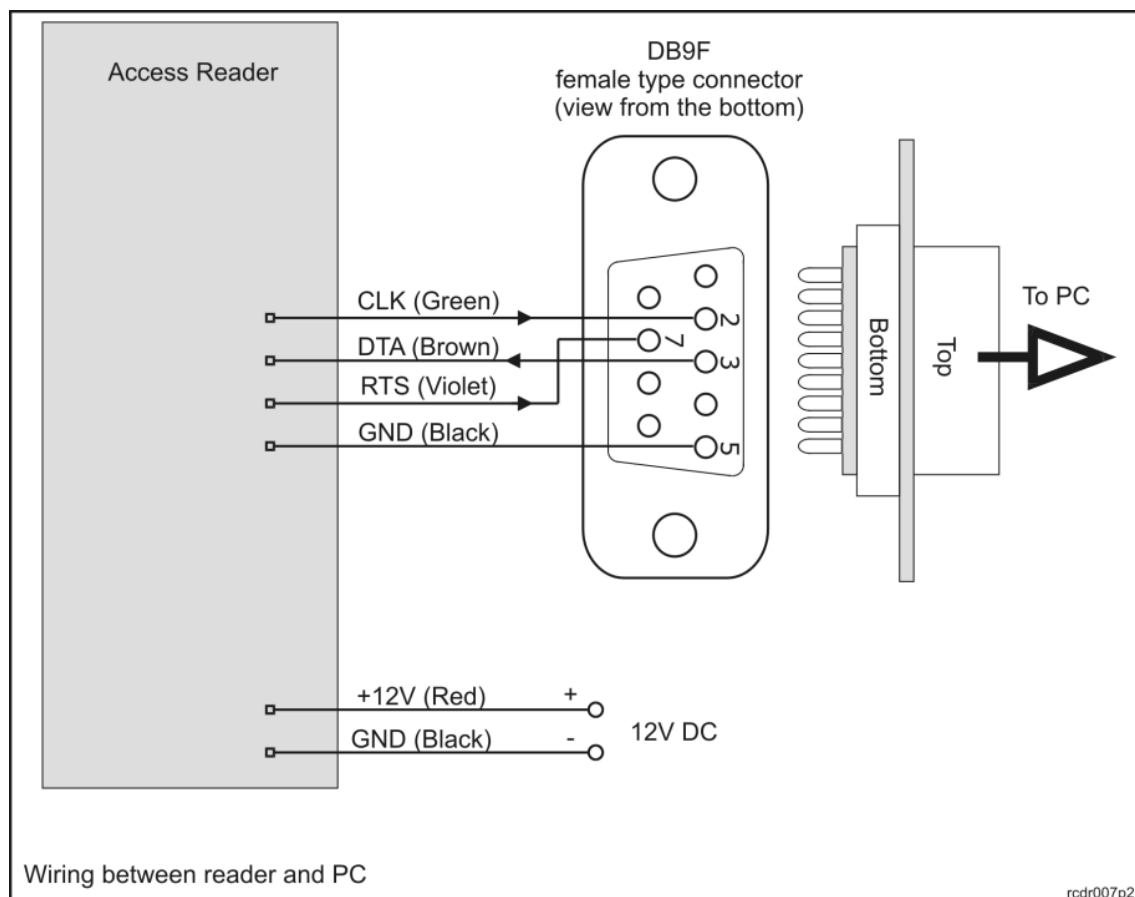 Access Reader
DB9F
female type connector
(view from the bottom)
CLK (Green)
DTA (Brown)
RTS (Violet)
GND (Black)
2
7
3
5
Bottom
Top
To PC
+12V (Red)
+
GND (Black)
-
12V DC
Wiring between reader and PC
rcdr007p2